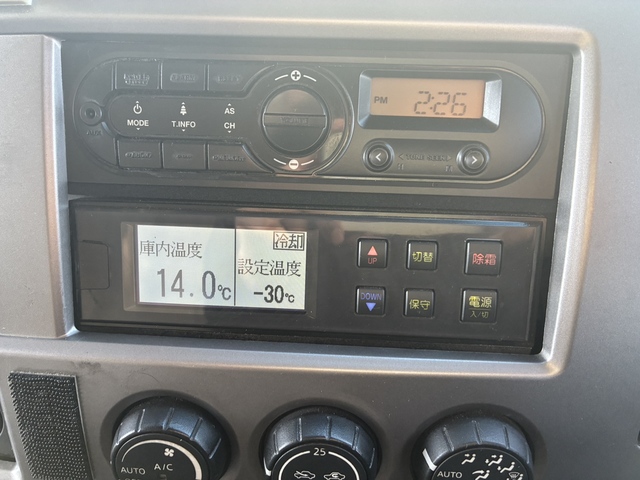 PM 2:26
MODE T.INFO AS CH
AUX
庫内温度
14.0℃
冷却
設定温度
-30℃
UP 切替 除霜
DOWN 保守 電源 入/切
AUTO A/C
25
AUTO